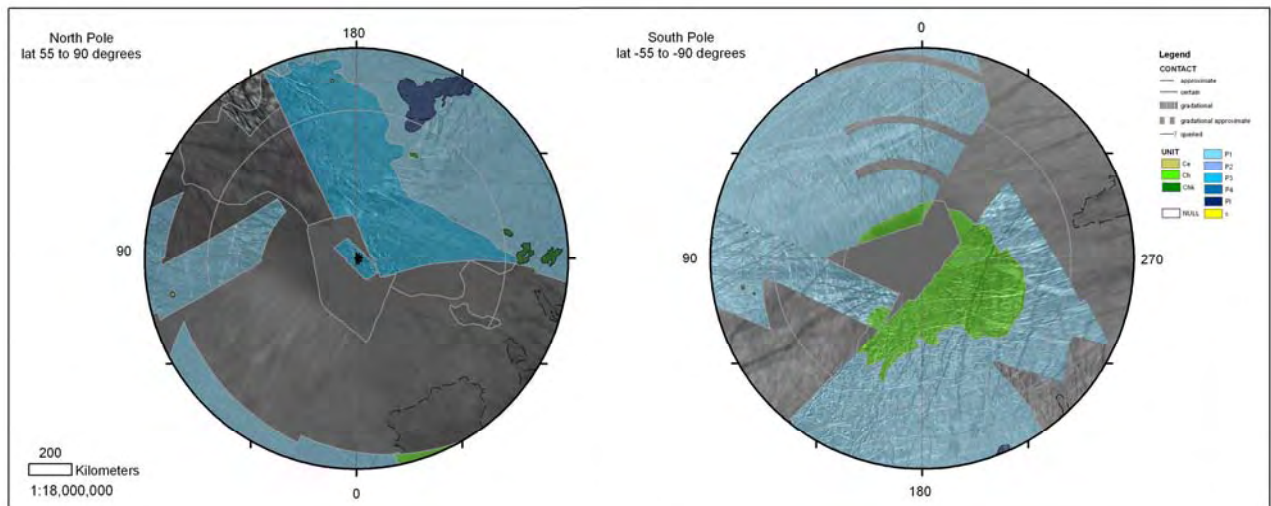 North Pole
lat 55 to 90 degrees
180
90
0
200
Kilometers
1:18,000,000
South Pole
lat -55 to -90 degrees
0
90
270
180
Legend
CONTACT
approximate
certain
gradational
gradational approximate
queried
UNIT
Ce
Ch
Chk
NULL
P1
P2
P3
P4
c